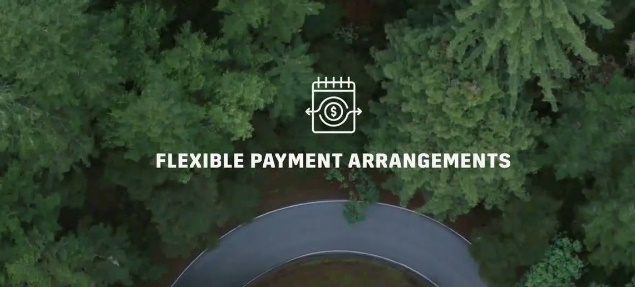 $
FLEXIBLE PAYMENT ARRANGEMENTS